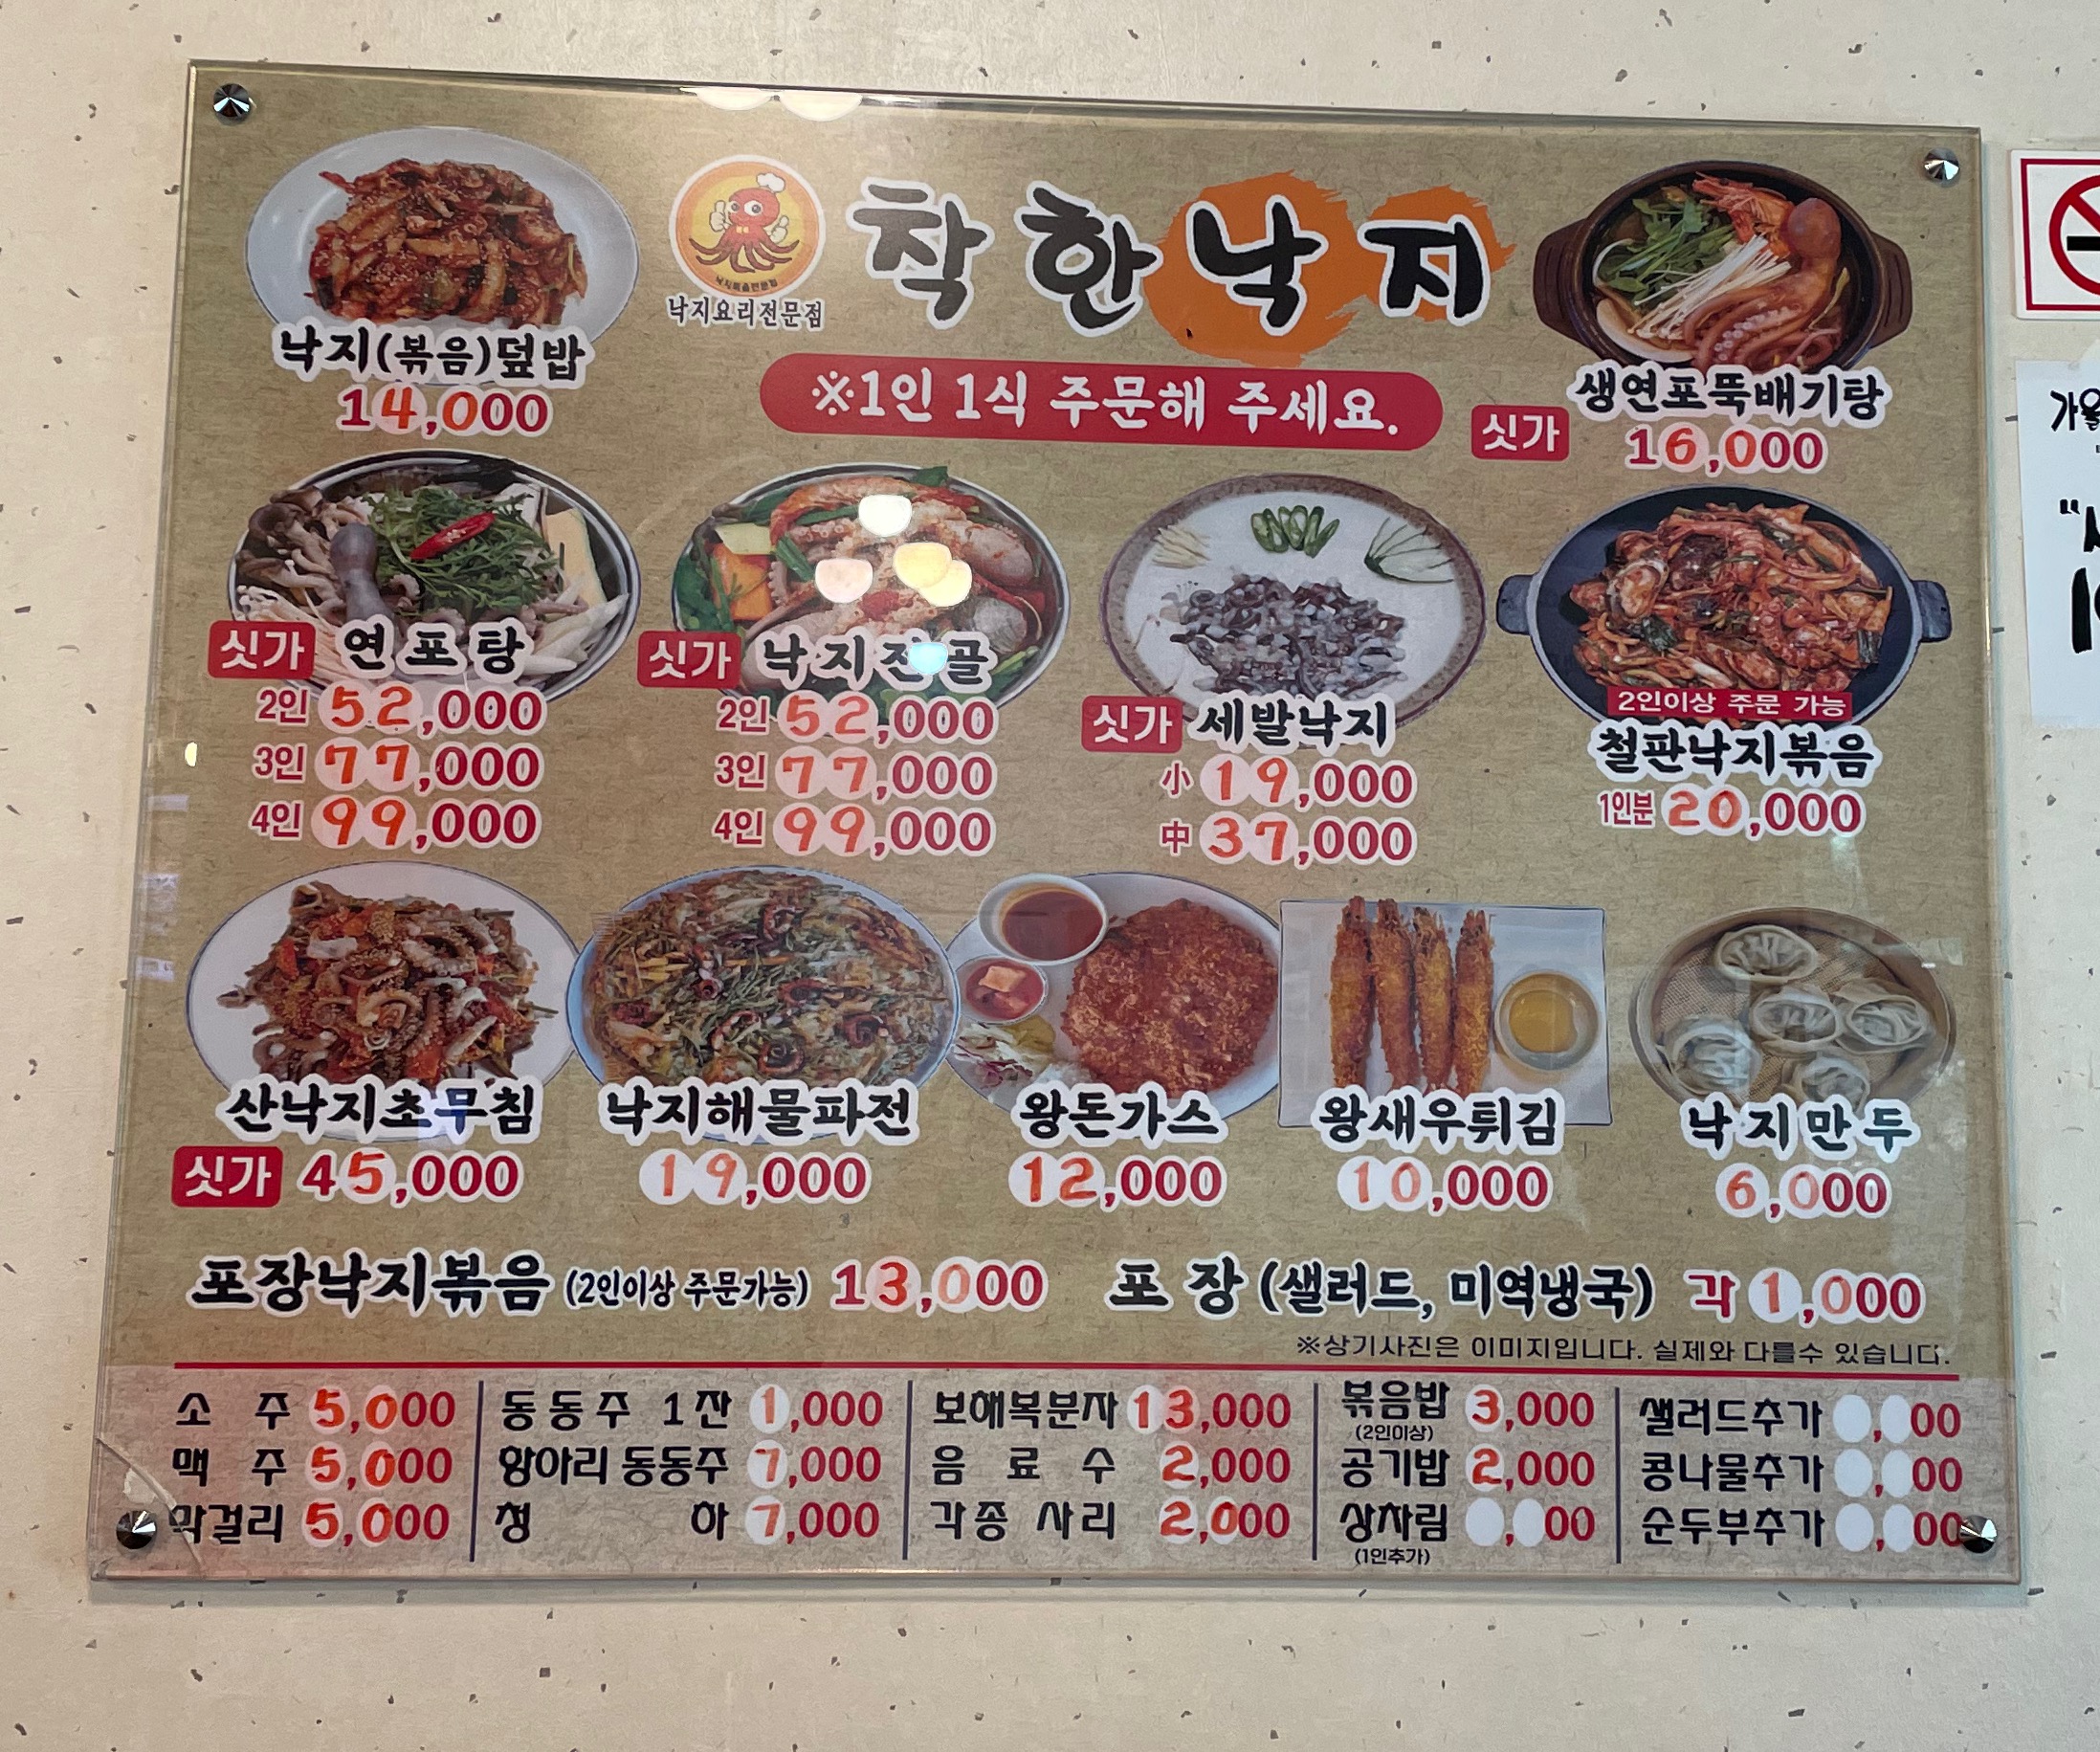 착한낙지
낙지요리전문점
※1인 1식 주문해 주세요.
낙지(볶음)덮밥
14,000
생연포뚝배기탕
싯가 16,000
싯가 연포탕
2인 52,000
3인 77,000
4인 99,000
싯가 낙지전골
2인 52,000
3인 77,000
4인 99,000
싯가 세발낙지
小 19,000
中 37,000
2인이상 주문 가능
철판낙지볶음
1인분 20,000
산낙지초무침
싯가 45,000
낙지해물파전
19,000
왕돈가스
12,000
왕새우튀김
10,000
낙지만두
6,000
포장낙지볶음 (2인이상 주문가능) 13,000
포장 (샐러드, 미역냉국) 각 1,000
※상기사진은 이미지입니다. 실제와 다를수 있습니다.
소주 5,000
맥주 5,000
막걸리 5,000
동동주 1잔 1,000
항아리 동동주 7,000
청하 7,000
보해복분자 13,000
음료수 2,000
각종 사리 2,000
볶음밥 3,000
(2인이상)
공기밥 2,000
상차림 ,00
(1인추가)
샐러드추가 ,00
콩나물추가 ,00
순두부추가 ,00